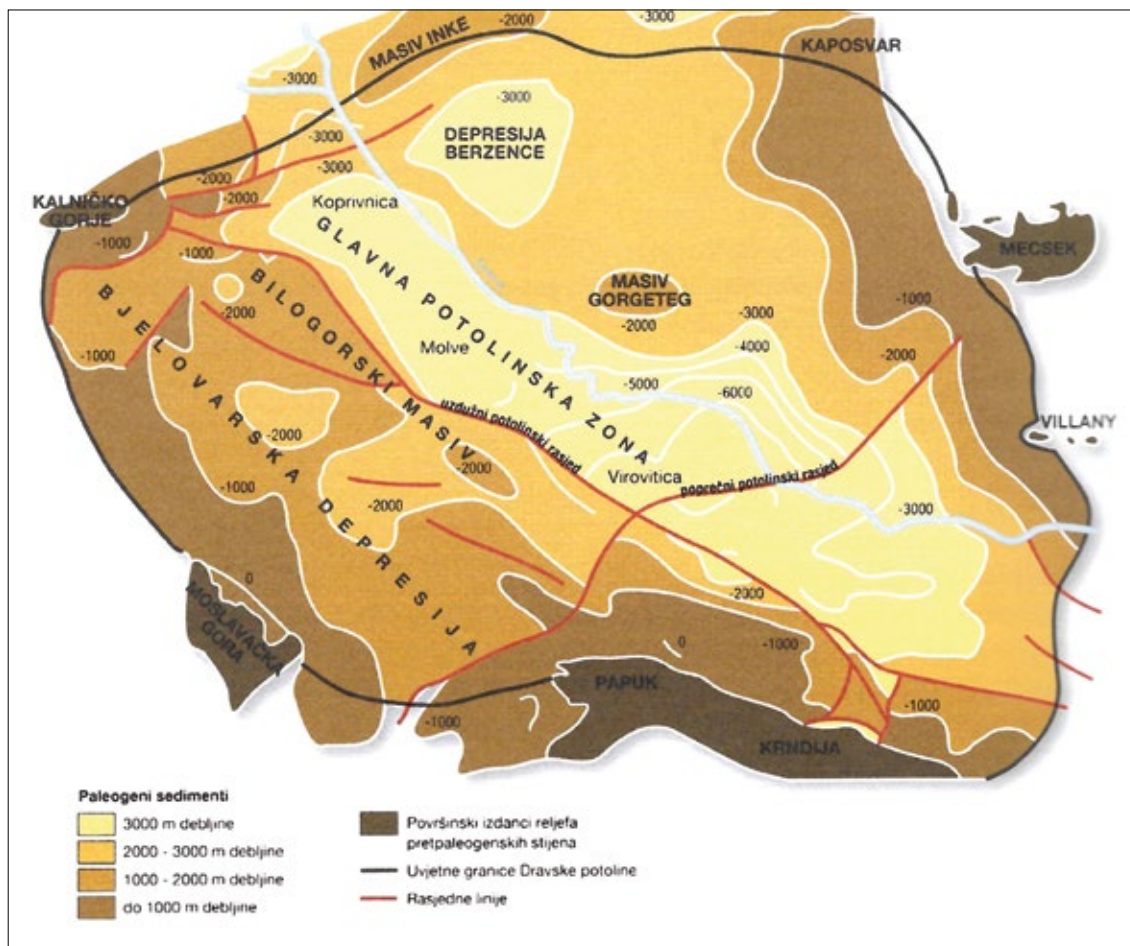 -2000
-3000
MASIV INKE
KAPOSVAR
-3000
-3000
DEPRESIJA
BERZENCE
-3000
-3000
-2000
-2000
KALNIČKO
GORJE
Koprivnica
-1000
-1000
MECSEK
GLAVNA POTOLINSKA ZONA
BILOGORSKI MASIV
BJELOVARSKA DEPRESIJA
MASIV
GORGETEG
-1000
-2000
-2000
-3000
-4000
Molve
-1000
-2000
-5000
-6000
VILLANY
uzdužni potolinski rasjed
-2000
-2000
Virovitica
poprečni potolinski rasjed
-1000
-2000
-3000
0
-2000
MOSLAVAČKA
GORA
0
-1000
PAPUK
-1000
-1000
KRNDIJA
Paleogeni sedimenti
3000 m debljine
2000 - 3000 m debljine
1000 - 2000 m debljine
do 1000 m debljine
Površinski izdanci reljefa
pretpaleogenskih stijena
Uvjetne granice Dravske potoline
Rasjedne linije